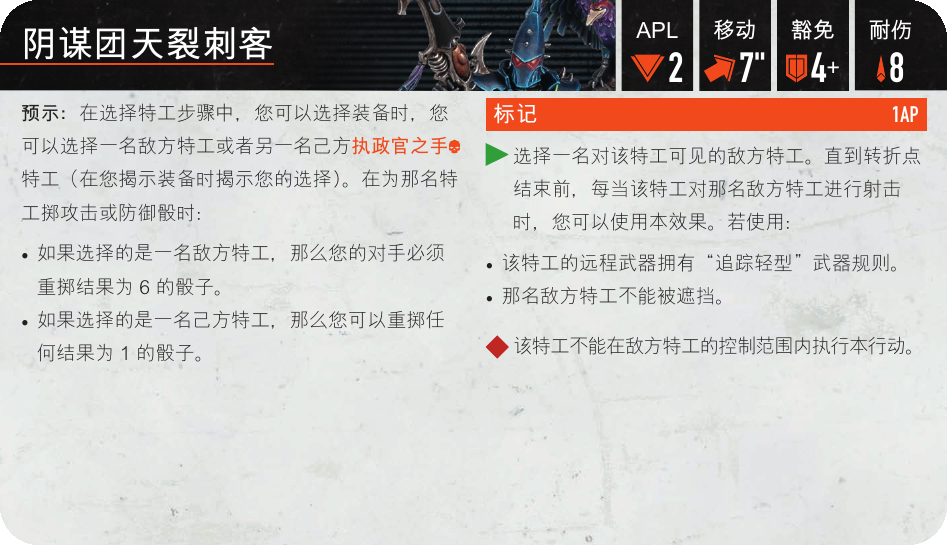 阴谋团天裂刺客
APL
2
移动
7"
豁免
4+
耐伤
8
预示：在选择特工步骤中，您可以选择装备时，您
可以选择一名敌方特工或者另一名己方执政官之手
特工（在您揭示装备时揭示您的选择）。在为那名特
工掷攻击或防御骰时：
• 如果选择的是一名敌方特工，那么您的对手必须
重掷结果为 6 的骰子。
• 如果选择的是一名己方特工，那么您可以重掷任
何结果为 1 的骰子。
标记 1AP
选择一名对该特工可见的敌方特工。直到转折点
结束前，每当该特工对那名敌方特工进行射击
时，您可以使用本效果。若使用：
• 该特工的远程武器拥有“追踪轻型”武器规则。
• 那名敌方特工不能被遮挡。
该特工不能在敌方特工的控制范围内执行本行动。